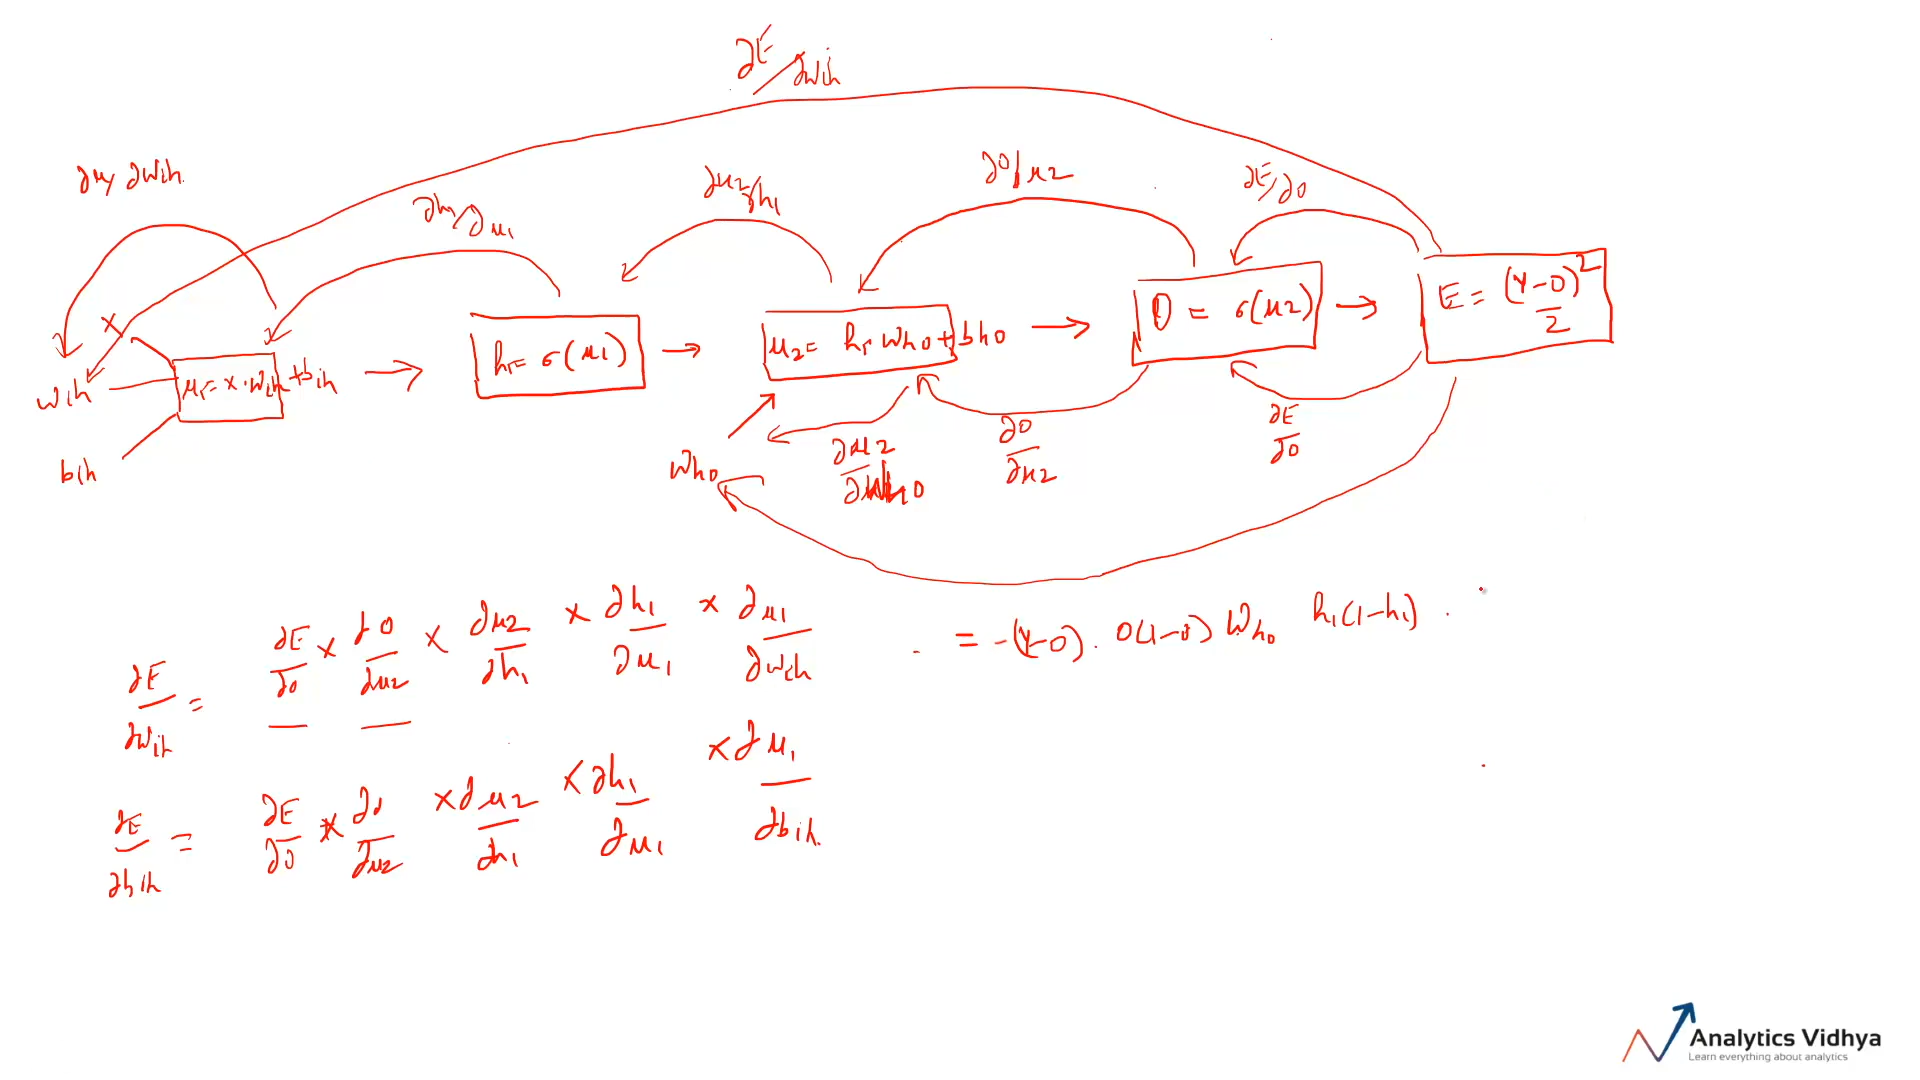 ∂E/∂wih
∂u1/∂wih
∂h1/∂u1
∂u2/∂h1
∂O/u2
∂E/∂O
x
wih
bih
u1 = x·wih + bih
h1 = σ(u1)
u2 = h1·who + bho
O = σ(u2)
E = (Y-O)²/2
who
∂u2/∂who
∂O/∂u2
∂E/∂O
∂E/∂wih = ∂E/∂O × ∂O/∂u2 × ∂u2/∂h1 × ∂h1/∂u1 × ∂u1/∂wih = -(Y-O) . O(1-O) Who h1(1-h1) .
∂E/∂bih = ∂E/∂O × ∂O/∂u2 × ∂u2/∂h1 × ∂h1/∂u1 × ∂u1/∂bih
Analytics Vidhya
Learn everything about analytics